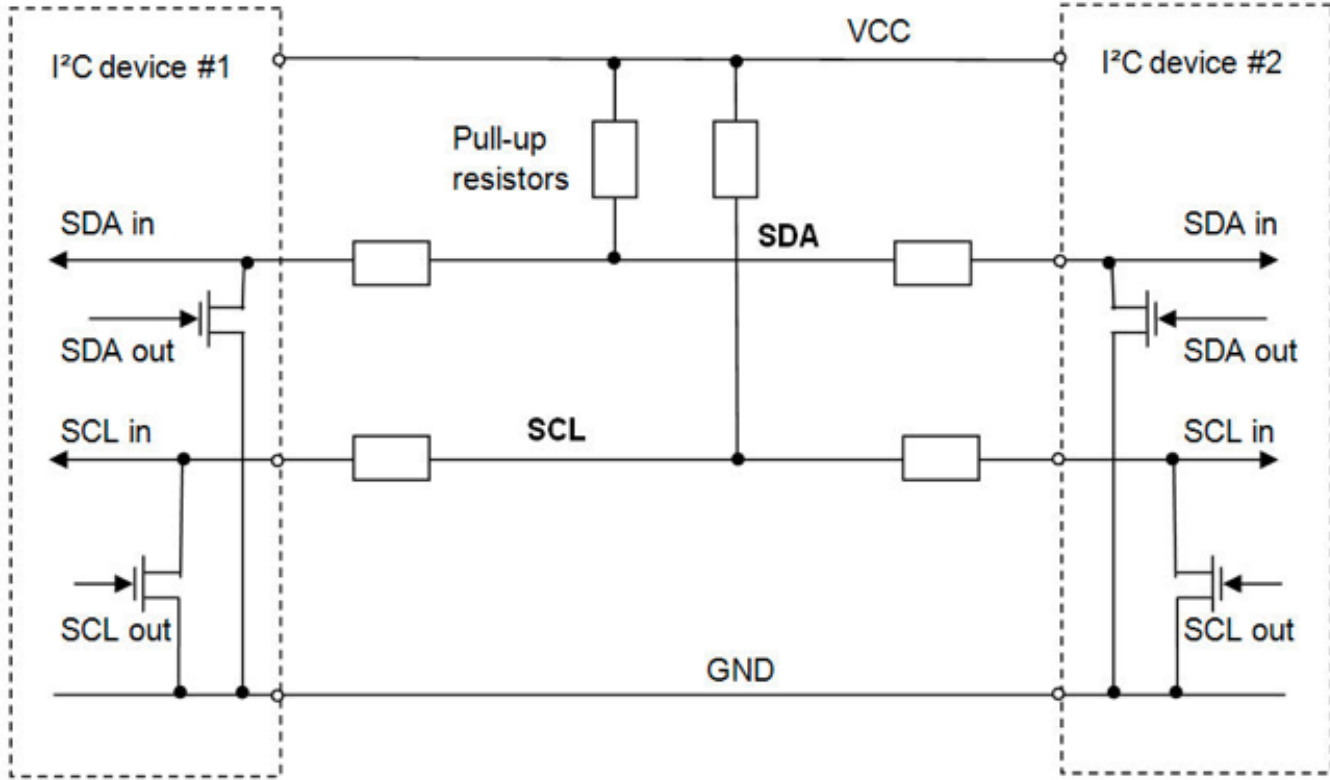 VCC
I²C device #1
I²C device #2
Pull-up
resistors
SDA in
SDA
SDA in
SDA out
SDA out
SCL in
SCL
SCL in
SCL out
SCL out
GND